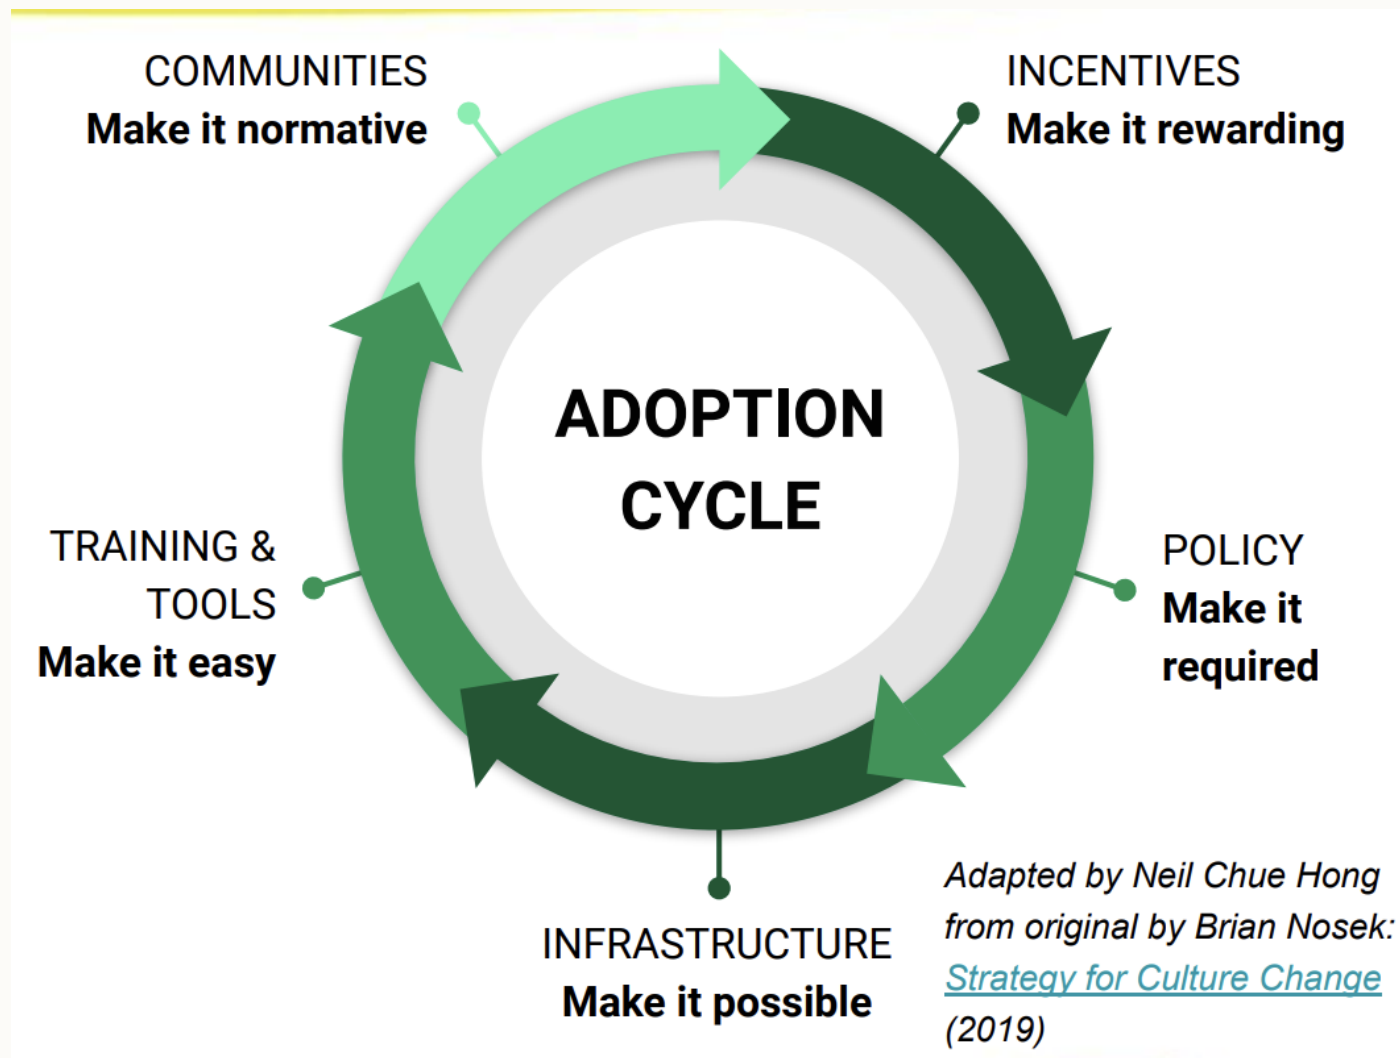 COMMUNITIES
Make it normative
INCENTIVES
Make it rewarding
ADOPTION
CYCLE
TRAINING &
TOOLS
Make it easy
POLICY
Make it
required
INFRASTRUCTURE
Make it possible
Adapted by Neil Chue Hong
from original by Brian Nosek:
Strategy for Culture Change
(2019)